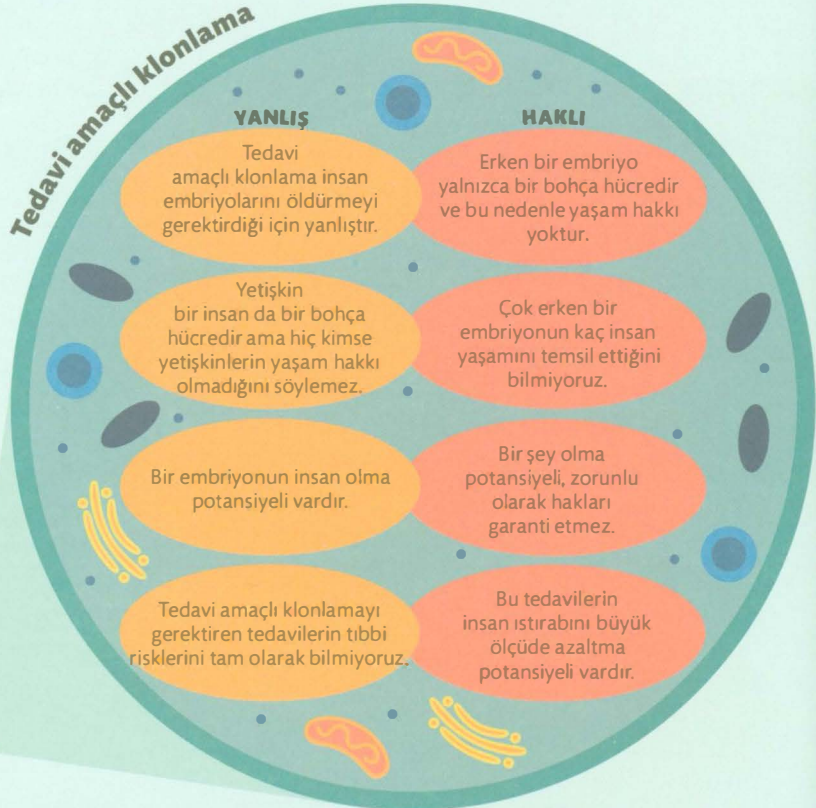 Tedavi amaçlı klonlama
YANLIŞ
HAKLI
Tedavi
amaçlı klonlama insan
embriyolarını öldürmeyi
gerektirdiği için yanlıştır.
Erken bir embriyo
yalnızca bir bohça hücredir
ve bu nedenle yaşam hakkı
yoktur.
Yetişkin
bir insan da bir bohça
hücredir ama hiç kimse
yetişkinlerin yaşam hakkı
olmadığını söylemez.
Çok erken bir
embriyonun kaç insan
yaşamını temsil ettiğini
bilmiyoruz.
Bir embriyonun insan olma
potansiyeli vardır.
Bir şey olma
potansiyeli, zorunlu
olarak hakları
garanti etmez.
Tedavi amaçlı klonlamayı
gerektiren tedavilerin tıbbi
risklerini tam olarak bilmiyoruz.
Bu tedavilerin
insan ıstırabını büyük
ölçüde azaltma
potansiyeli vardır.